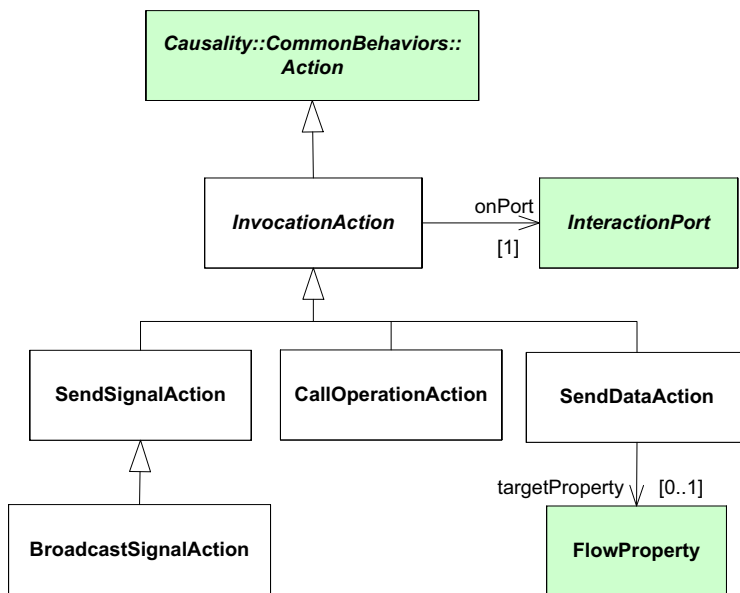 Causality::CommonBehaviors::
Action
InvocationAction
onPort
[1]
InteractionPort
SendSignalAction
CallOperationAction
SendDataAction
targetProperty
[0..1]
BroadcastSignalAction
FlowProperty